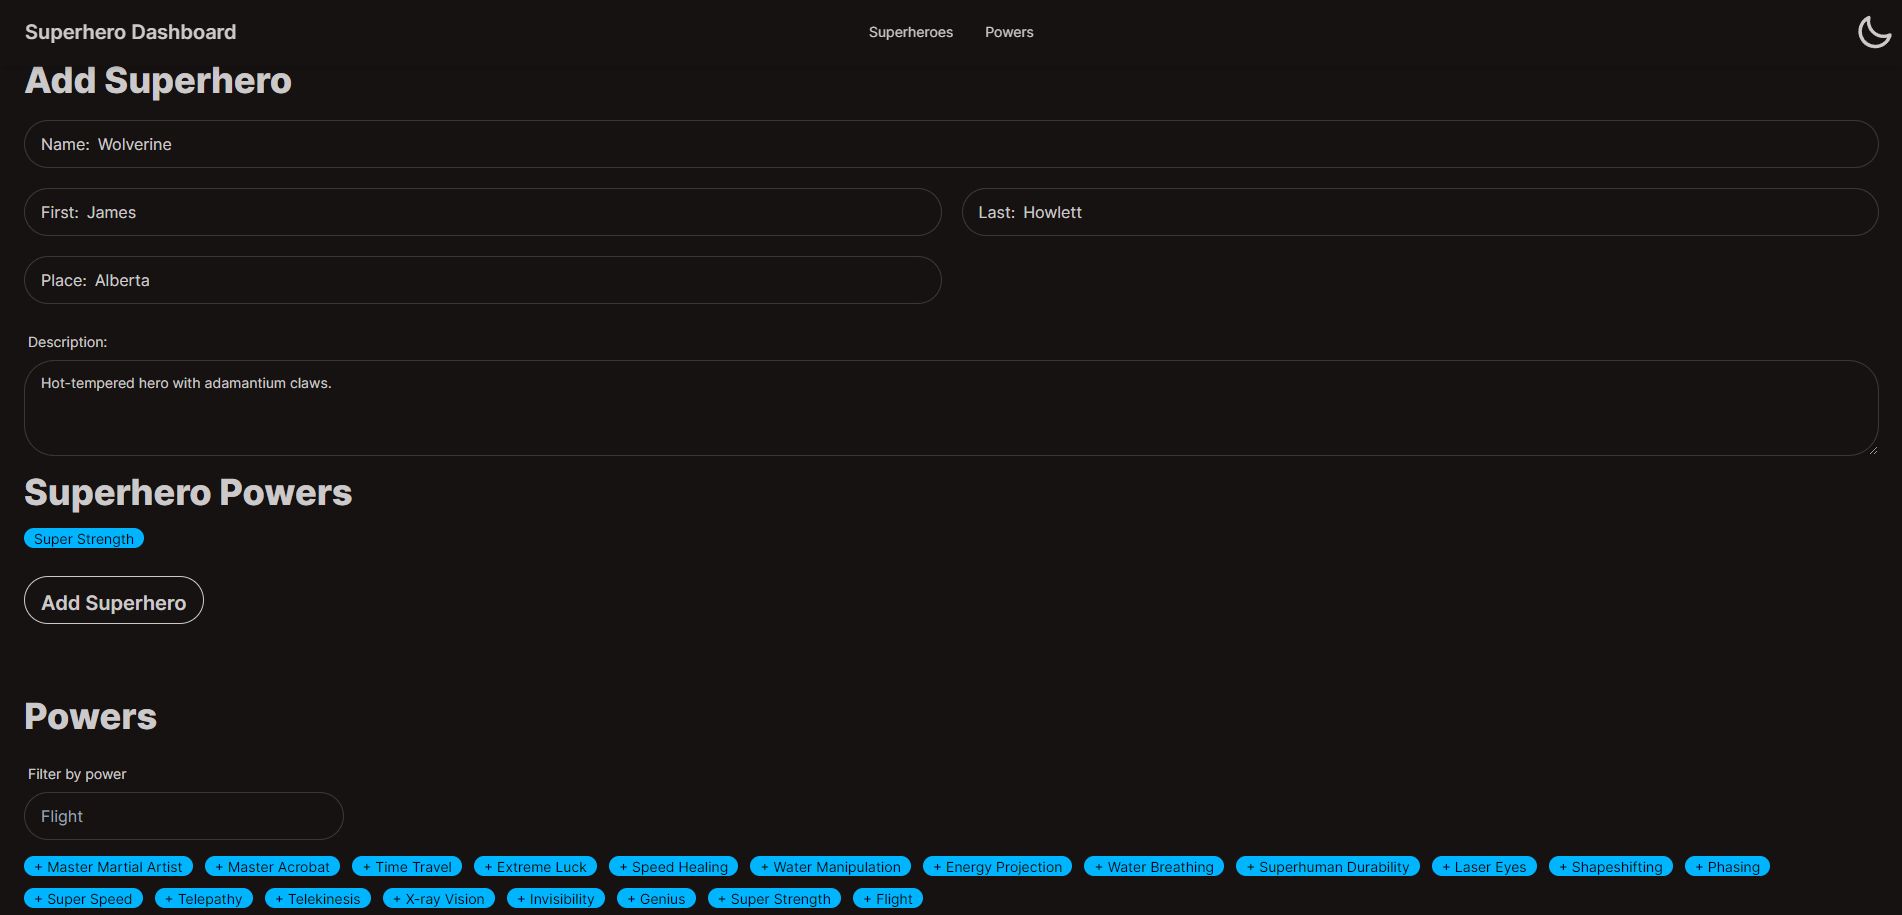 Superhero Dashboard Superheroes Powers
Add Superhero
Name: Wolverine
First: James Last: Howlett
Place: Alberta
Description:
Hot-tempered hero with adamantium claws.
Superhero Powers
Super Strength
Add Superhero
Powers
Filter by power
Flight
+ Master Martial Artist + Master Acrobat + Time Travel + Extreme Luck + Speed Healing + Water Manipulation + Energy Projection + Water Breathing + Superhuman Durability + Laser Eyes + Shapeshifting + Phasing
+ Super Speed + Telepathy + Telekinesis + X-ray Vision + Invisibility + Genius + Super Strength + Flight